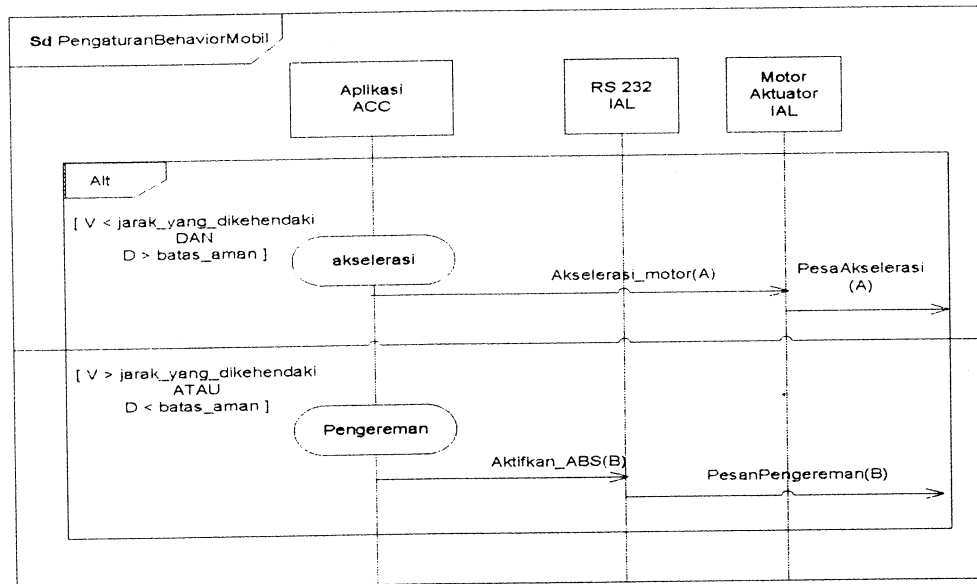 Sd PengaturanBehaviorMobil
Aplikasi
ACC
RS 232
IAL
Motor
Aktuator
IAL
Alt
[ V < jarak_yang_dikehendaki
DAN
D > batas_aman ]
akselerasi
Akselerasi_motor(A)
PesaAkselerasi
(A)
[ V > jarak_yang_dikehendaki
ATAU
D < batas_aman ]
Pengereman
Aktifkan_ABS(B)
PesanPengereman(B)